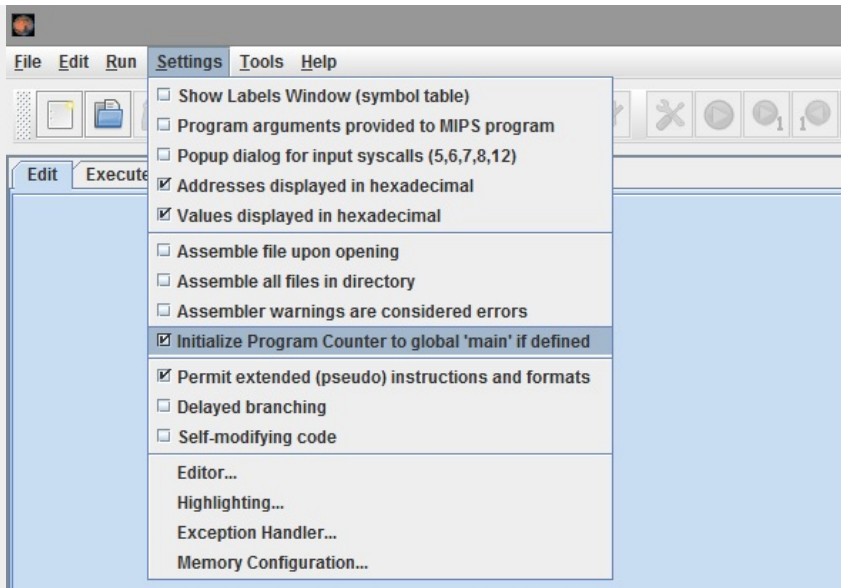 File Edit Run Settings Tools Help
Show Labels Window (symbol table)
Program arguments provided to MIPS program
Popup dialog for input syscalls (5,6,7,8,12)
Addresses displayed in hexadecimal
Values displayed in hexadecimal
Edit Execute
Assemble file upon opening
Assemble all files in directory
Assembler warnings are considered errors
Initialize Program Counter to global 'main' if defined
Permit extended (pseudo) instructions and formats
Delayed branching
Self-modifying code
Editor...
Highlighting...
Exception Handler...
Memory Configuration...
1 1